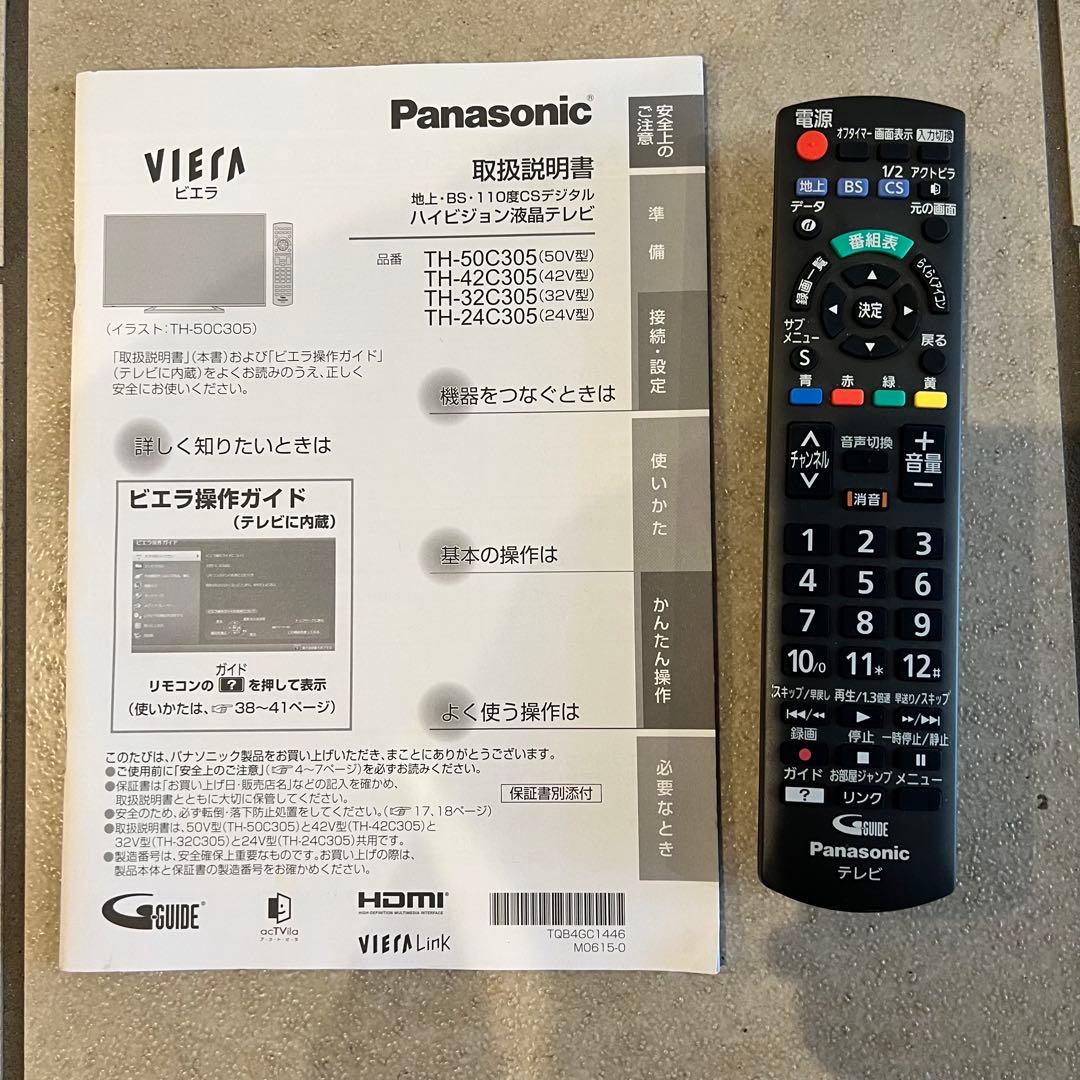 Panasonic®
VIERA
ビエラ
取扱説明書
地上・BS・110度CSデジタル
ハイビジョン液晶テレビ
品番 TH-50C305(50V型)
TH-42C305(42V型)
TH-32C305(32V型)
TH-24C305(24V型)
(イラスト:TH-50C305)
「取扱説明書」(本書)および「ビエラ操作ガイド」
(テレビに内蔵)をよくお読みのうえ、正しく
安全にお使いください。
詳しく知りたいときは
ビエラ操作ガイド
(テレビに内蔵)
ビエラ操作ガイド
ガイド
リモコンの ? を押して表示
(使いかたは、☞38〜41ページ)
機器をつなぐときは
基本の操作は
よく使う操作は
安全上の
ご注意
準備
接続・設定
使いかた
かんたん操作
必要なとき
このたびは、パナソニック製品をお買い上げいただき、まことにありがとうございます。
●ご使用前に「安全上のご注意」(☞4〜7ページ)を必ずお読みください。
●保証書は「お買い上げ日・販売店名」などの記入を確かめ、
取扱説明書とともに大切に保管してください。
●安全のため、必ず転倒・落下防止処置をしてください。(☞17、18ページ)
●取扱説明書は、50V型(TH-50C305)と42V型(TH-42C305)と
32V型(TH-32C305)と24V型(TH-24C305)共用です。
●製造番号は、安全確保上重要なものです。お買い上げの際は、
製品本体と保証書の製造番号をお確かめください。
保証書別添付
G-GUIDE®
acTVila
アクトビラ
HDMI
HIGH-DEFINITION MULTIMEDIA INTERFACE
VIERA Link
TQB4GC1446
M0615-0
電源
オフタイマー 画面表示 入力切換
1/2 アクトビラ
地上 BS CS
データ 元の画面
d
番組表
録画一覧 らくらくアイコン
決定
サブ
メニュー 戻る
S
青 赤 緑 黄
チャンネル 音声切換 + 音量 −
消音
1 2 3
4 5 6
7 8 9
10/0 11* 12#
スキップ/早戻し 再生/1.3倍速 早送り/スキップ
録画 停止 一時停止/静止
ガイド お部屋ジャンプ メニュー
? リンク
G-GUIDE
Panasonic
テレビ